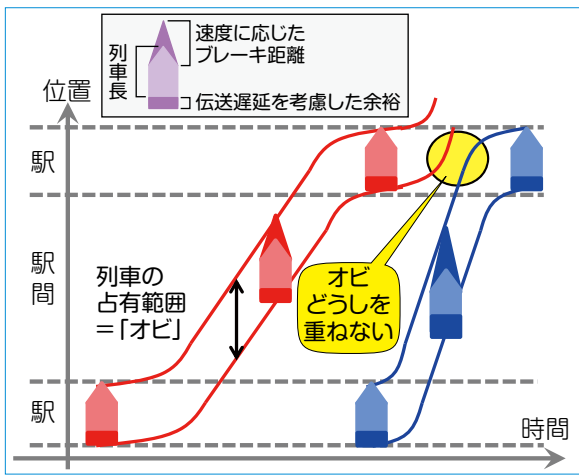 速度に応じた
ブレーキ距離
列車長
伝送遅延を考慮した余裕
位置
駅
駅間
列車の
占有範囲
＝「オビ」
オビ
どうしを
重ねない
駅
時間